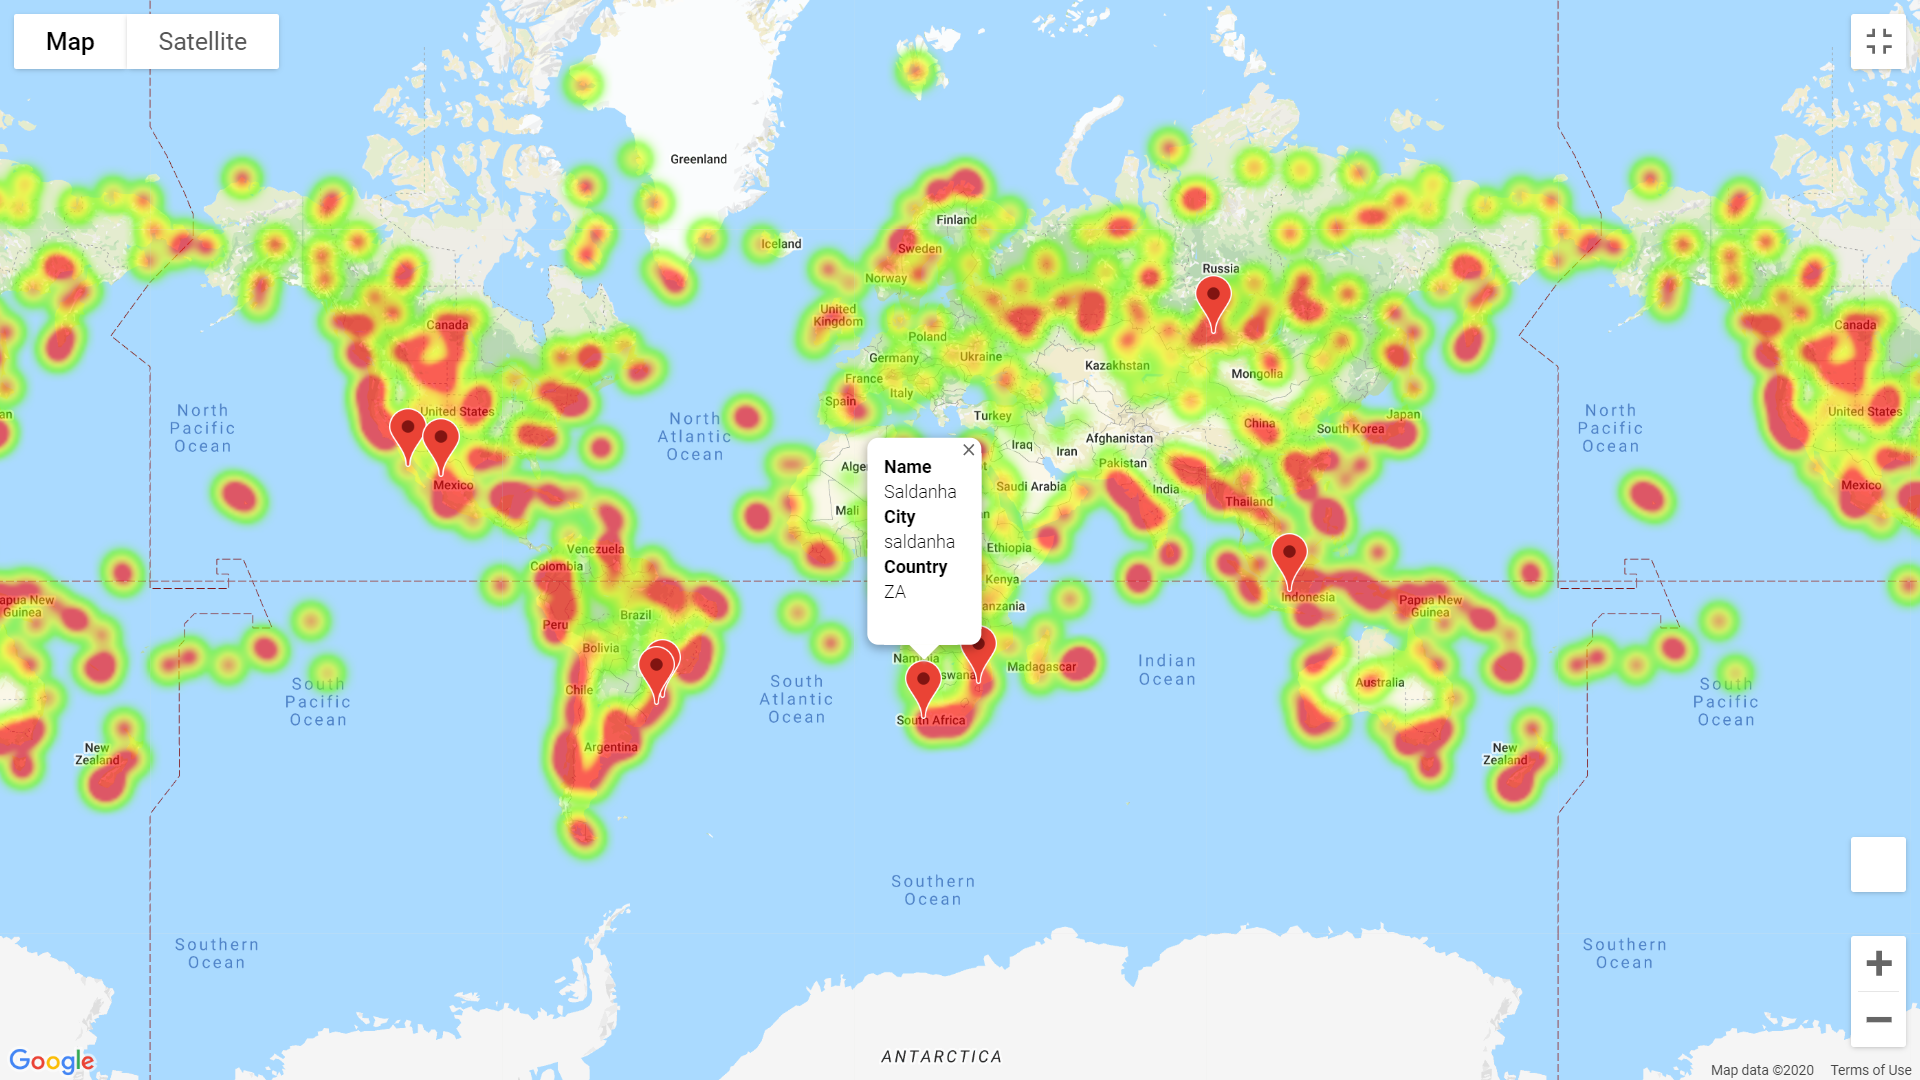 Map
Satellite
Greenland
Iceland
Finland
Sweden
Norway
Russia
United
Kingdom
Poland
Germany
Ukraine
France
Italy
Spain
Kazakhstan
Mongolia
Turkey
Canada
United States
North
Pacific
Ocean
North
Atlantic
Ocean
China
South Korea
Japan
Afghanistan
Iraq
Iran
Pakistan
Saudi Arabia
India
Thailand
Mexico
Mali
Name
Saldanha
City
saldanha
Country
ZA
Ethiopia
Kenya
anzania
Venezuela
Colombia
Brazil
Peru
Bolivia
Chile
Argentina
South Africa
Madagascar
Indonesia
Papua New
Guinea
Australia
New
Zealand
South
Pacific
Ocean
South
Atlantic
Ocean
Indian
Ocean
North
Pacific
Ocean
Canada
United States
Mexico
apua New
Guinea
New
Zealand
South
Pacific
Ocean
Southern
Ocean
Southern
Ocean
Southern
Ocean
ANTARCTICA
Google
Map data ©2020
Terms of Use